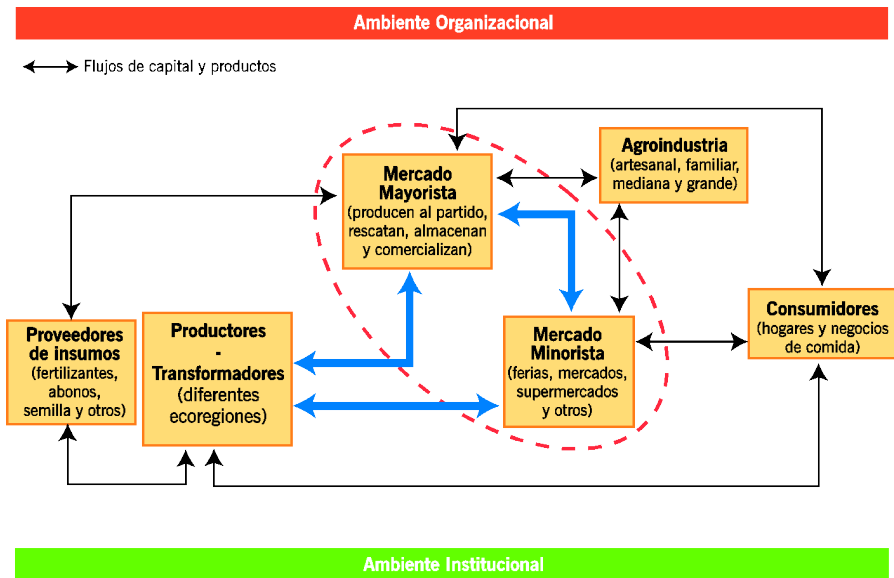 Ambiente Organizacional
Flujos de capital y productos
Mercado
Mayorista
(producen al partido,
rescatan, almacenan
y comercializan)
Agroindustria
(artesanal, familiar,
mediana y grande)
Proveedores
de insumos
(fertilizantes,
abonos,
semilla y otros)
Productores
-
Transformadores
(diferentes
ecoregiones)
Mercado
Minorista
(ferias, mercados,
supermercados
y otros)
Consumidores
(hogares y negocios
de comida)
Ambiente Institucional